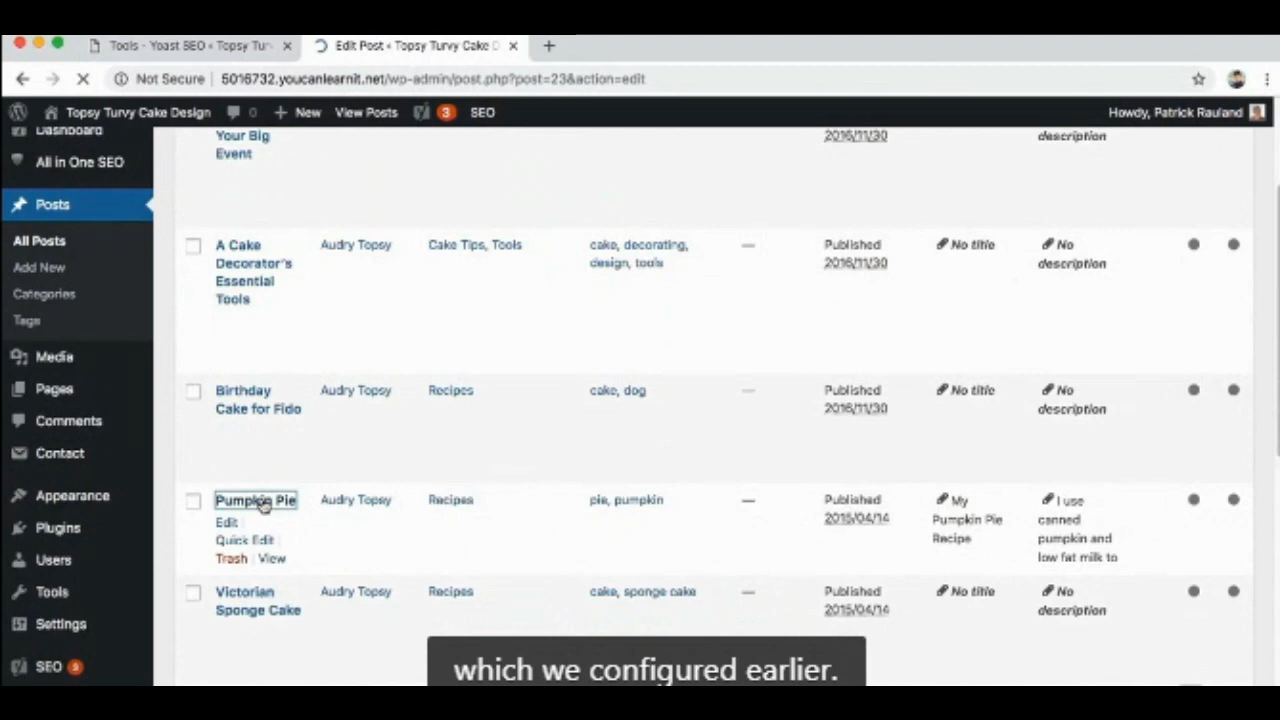 Tools - Yoast SEO ‹ Topsy Tur
Edit Post ‹ Topsy Turvy Cake D
Not Secure 5016732.youcanlearnit.net/wp-admin/post.php?post=23&action=edit
Topsy Turvy Cake Design 0 New View Posts 3 SEO Howdy, Patrick Rauland
Dashboard
All in One SEO
Posts
All Posts
Add New
Categories
Tags
Media
Pages
Comments
Contact
Appearance
Plugins
Users
Tools
Settings
SEO
Your Big
Event
2016/11/30
description
A Cake
Decorator's
Essential
Tools
Audry Topsy
Cake Tips, Tools
cake, decorating,
design, tools
—
Published
2016/11/30
No title
No
description
Birthday
Cake for Fido
Audry Topsy
Recipes
cake, dog
—
Published
2016/11/30
No title
No
description
Pumpkin Pie
Edit |
Quick Edit |
Trash | View
Audry Topsy
Recipes
pie, pumpkin
—
Published
2015/04/14
My
Pumpkin Pie
Recipe
I use
canned
pumpkin and
low fat milk to
Victorian
Sponge Cake
Audry Topsy
Recipes
cake, sponge cake
—
Published
2015/04/14
No title
No
description
which we configured earlier.